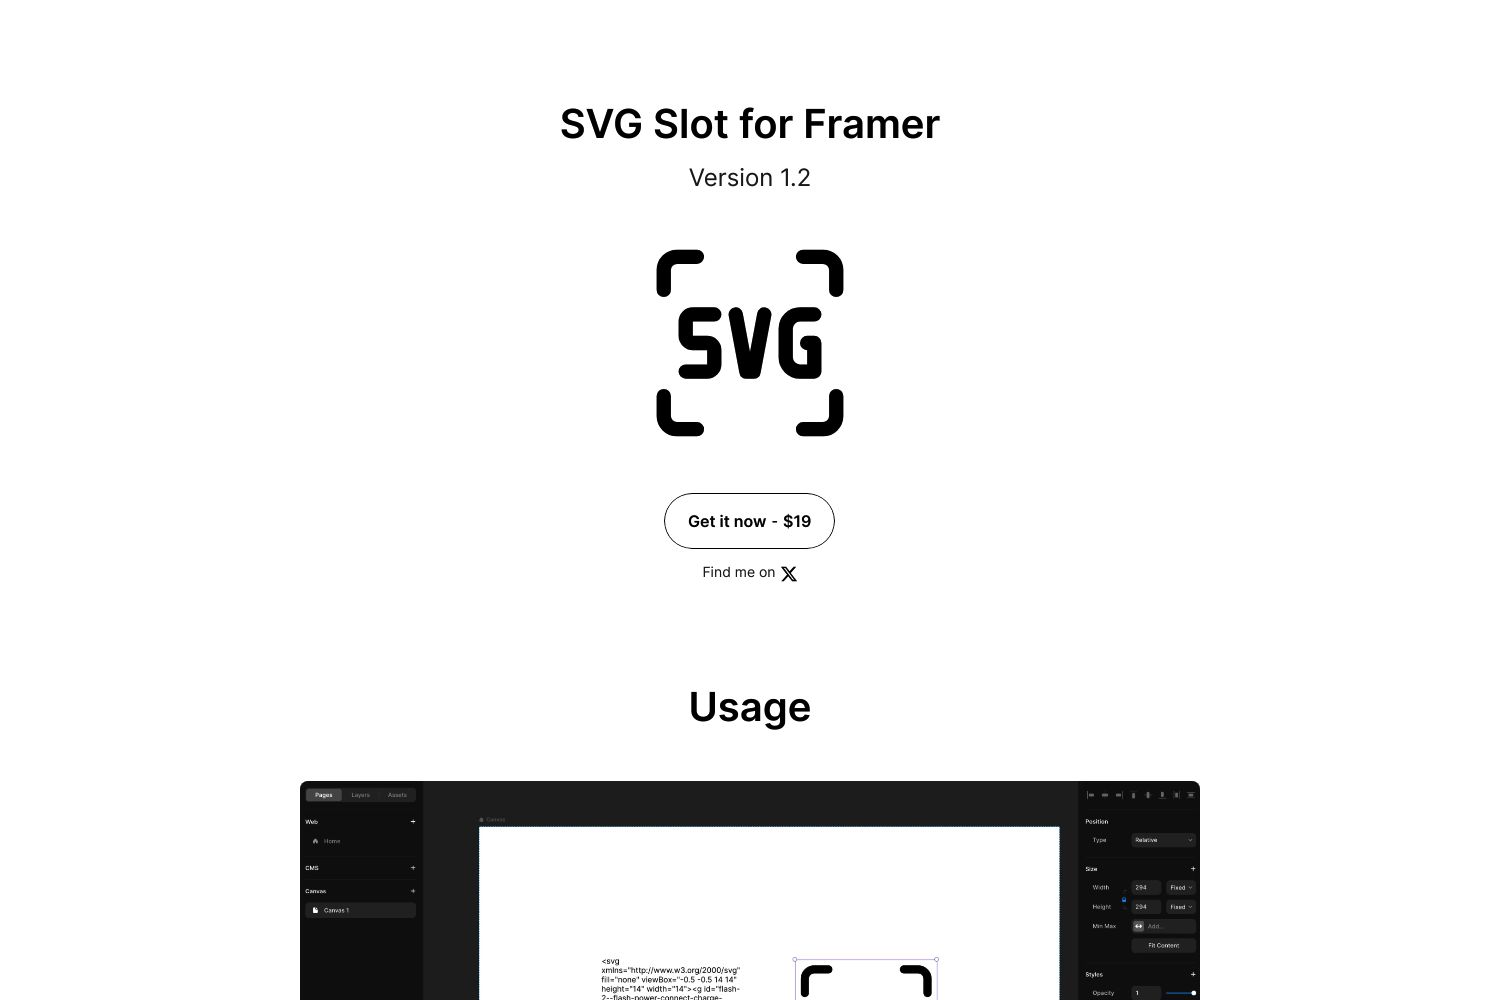 SVG Slot for Framer
Version 1.2
SVG
Get it now - $19
Find me on X
Usage
Pages Layers Assets
Web +
Home
CMS +
Canvas +
Canvas 1
Canvas
<svg
xmlns="http://www.w3.org/2000/svg"
fill="none" viewBox="-0.5 -0.5 14 14"
height="14" width="14"><g id="flash-
2--flash-power-connect-charge-
Position
Type Relative
Size +
Width 294 Fixed
Height 294 Fixed
Min Max Add...
Fit Content
Styles +
Opacity 1